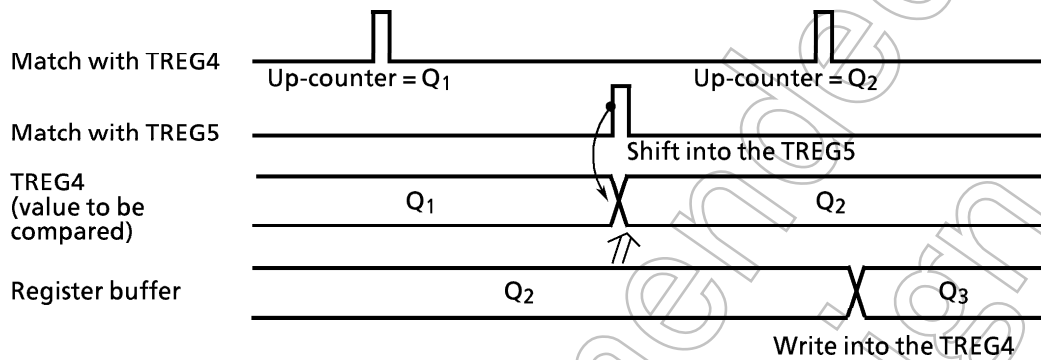 Match with TREG4
Up-counter = Q1
Up-counter = Q2
Match with TREG5
Shift into the TREG5
TREG4
(value to be
compared)
Q1
Q2
Register buffer
Q2
Q3
Write into the TREG4